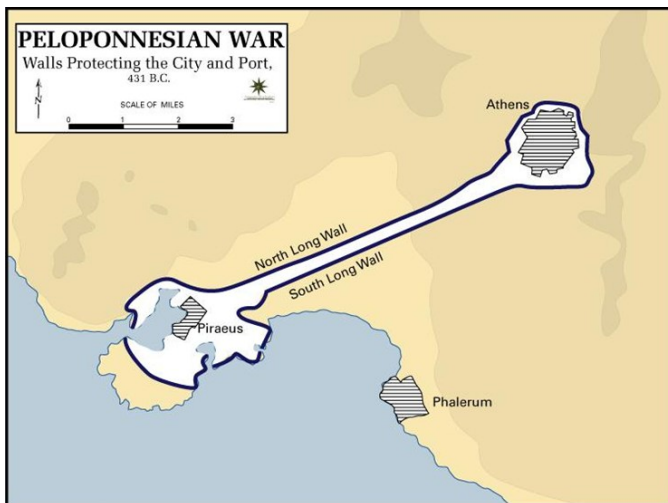 PELOPONNESIAN WAR
Walls Protecting the City and Port,
431 B.C.
N
SCALE OF MILES
0 1 2 3
Athens
North Long Wall
South Long Wall
Piraeus
Phalerum